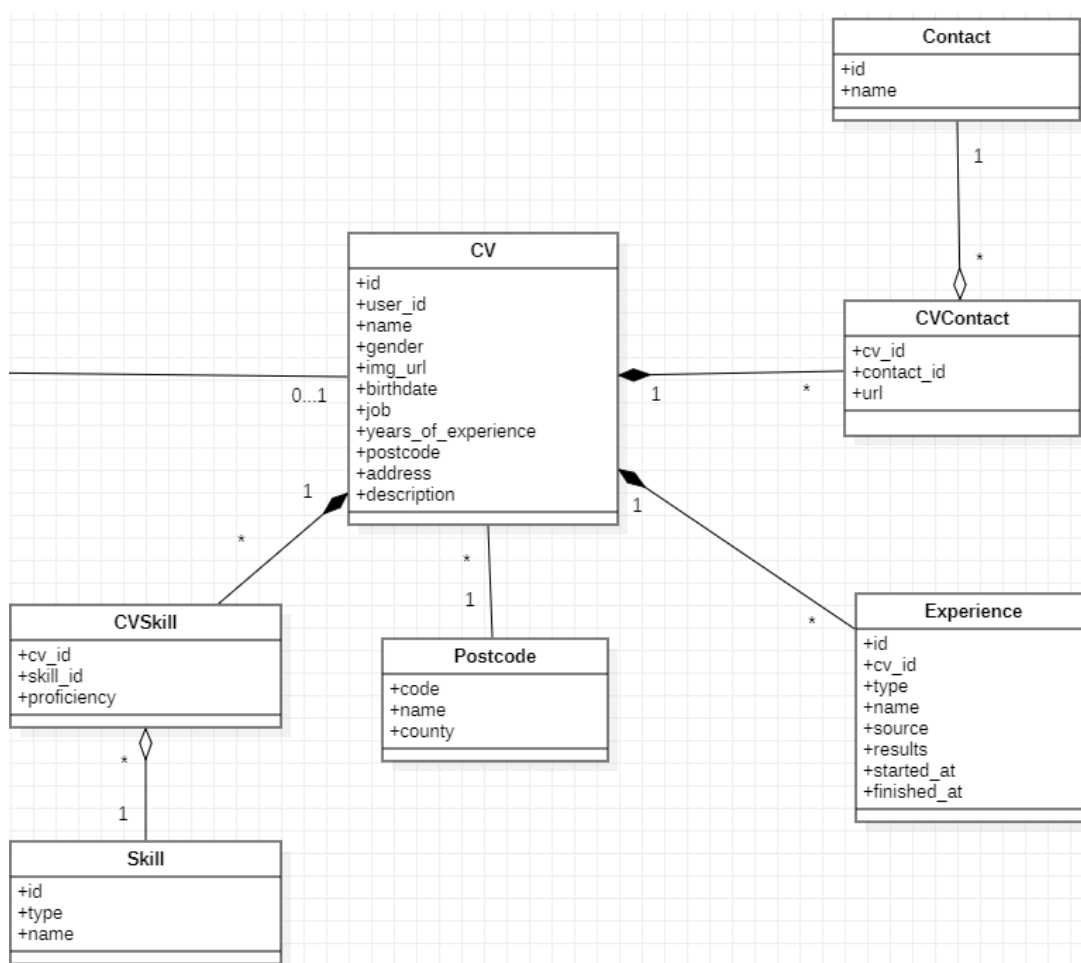 Contact
+id
+name
1
*
CV
+id
+user_id
+name
+gender
+img_url
+birthdate
+job
+years_of_experience
+postcode
+address
+description
0...1
CVContact
+cv_id
+contact_id
+url
1
*
1
*
1
*
*
1
CVSkill
+cv_id
+skill_id
+proficiency
*
1
Postcode
+code
+name
+county
Experience
+id
+cv_id
+type
+name
+source
+results
+started_at
+finished_at
Skill
+id
+type
+name